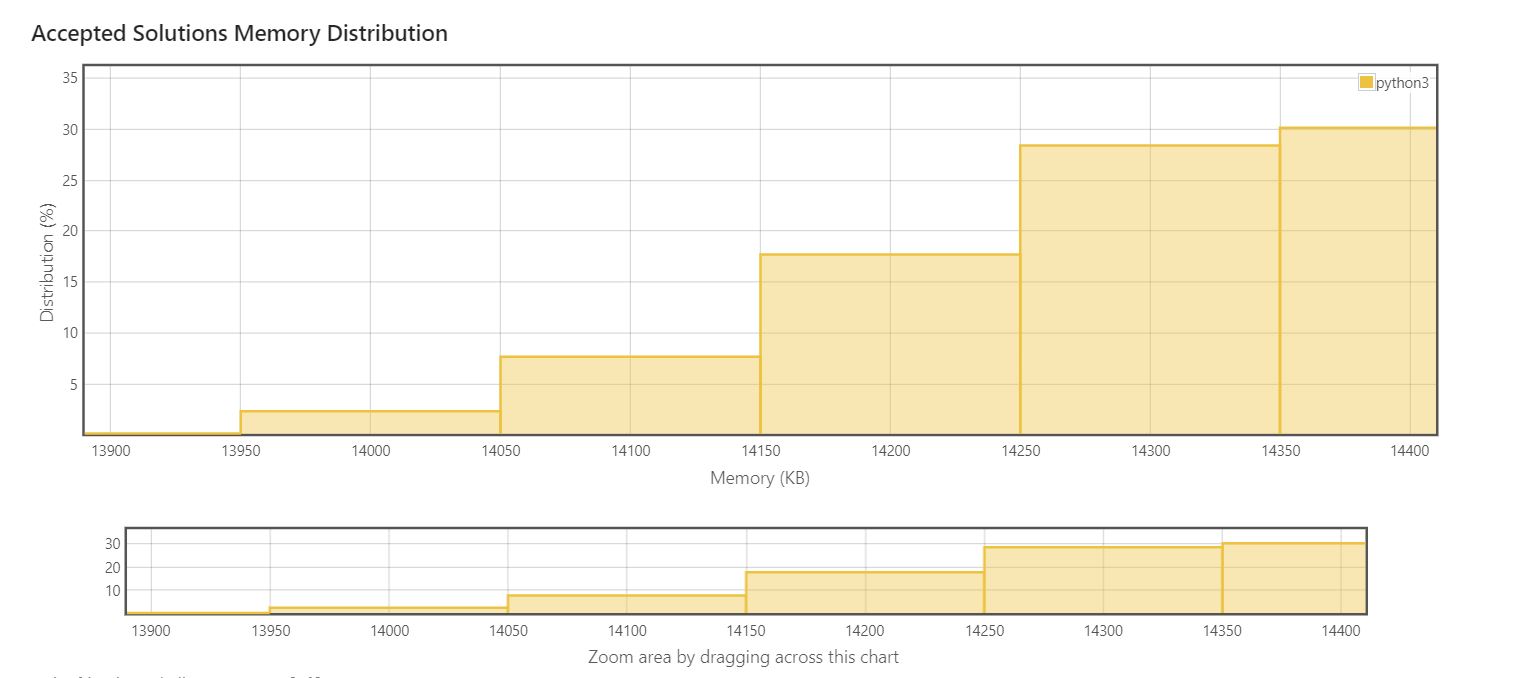 Accepted Solutions Memory Distribution
python3
35
30
25
20
15
10
5
Distribution (%)
13900 13950 14000 14050 14100 14150 14200 14250 14300 14350 14400
Memory (KB)
30
20
10
13900 13950 14000 14050 14100 14150 14200 14250 14300 14350 14400
Zoom area by dragging across this chart